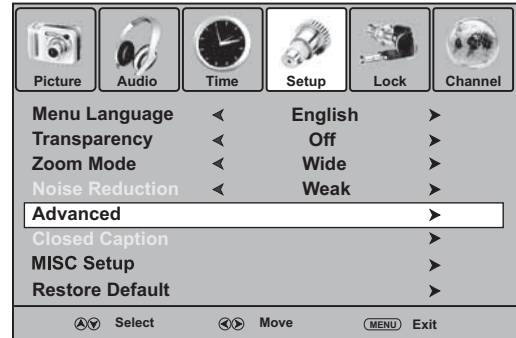 Picture Audio Time Setup Lock Channel
Menu Language English
Transparency Off
Zoom Mode Wide
Noise Reduction Weak
Advanced
Closed Caption
MISC Setup
Restore Default
Select Move MENU Exit